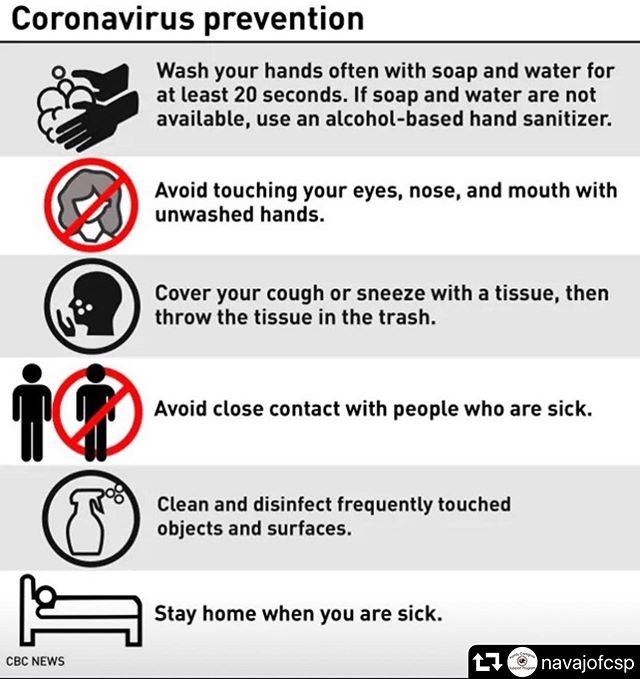 Coronavirus prevention
Wash your hands often with soap and water for
at least 20 seconds. If soap and water are not
available, use an alcohol-based hand sanitizer.
Avoid touching your eyes, nose, and mouth with
unwashed hands.
Cover your cough or sneeze with a tissue, then
throw the tissue in the trash.
Avoid close contact with people who are sick.
Clean and disinfect frequently touched
objects and surfaces.
Stay home when you are sick.
CBC NEWS
navajofcsp